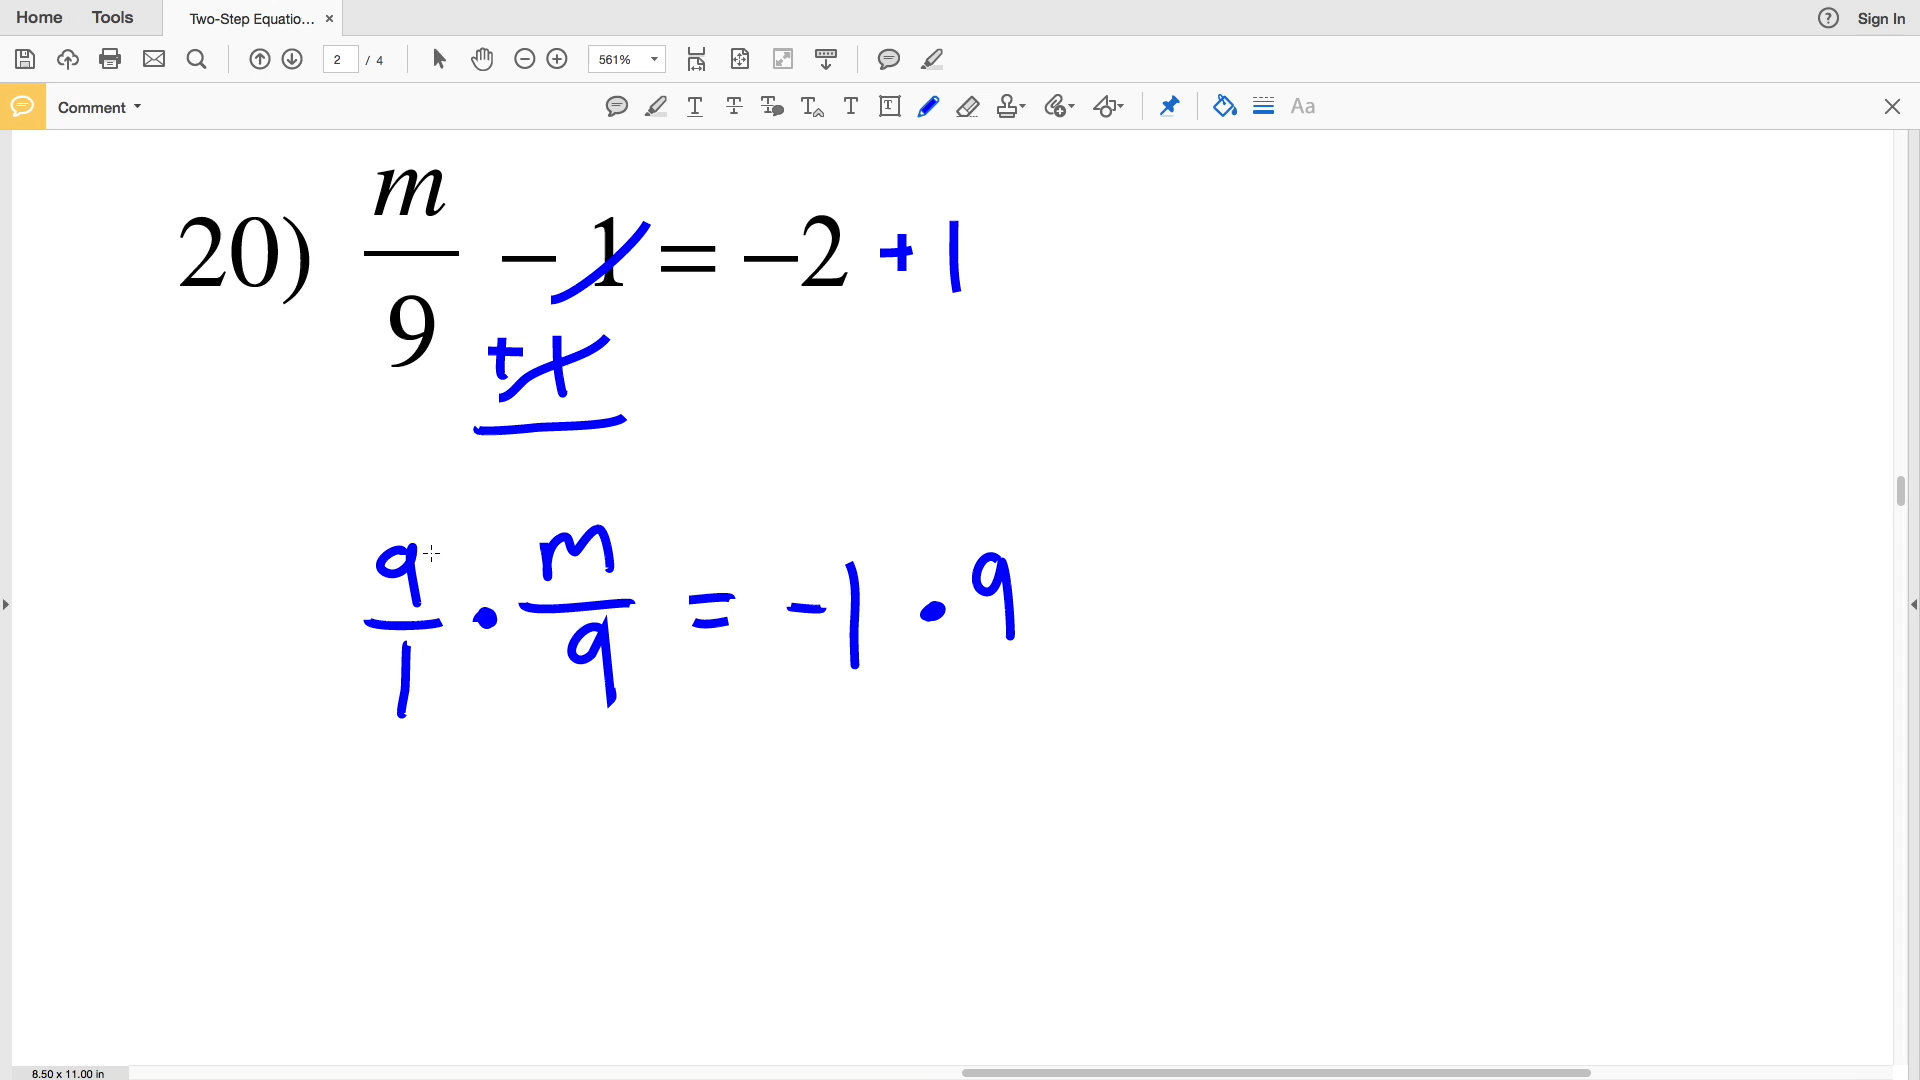 Home Tools Two-Step Equatio... × ? Sign In
2 / 4 561%
Comment Aa
20) m/9 − 1 = −2 + 1
+ 1
9/1 · m/9 = -1 · 9
8.50 x 11.00 in